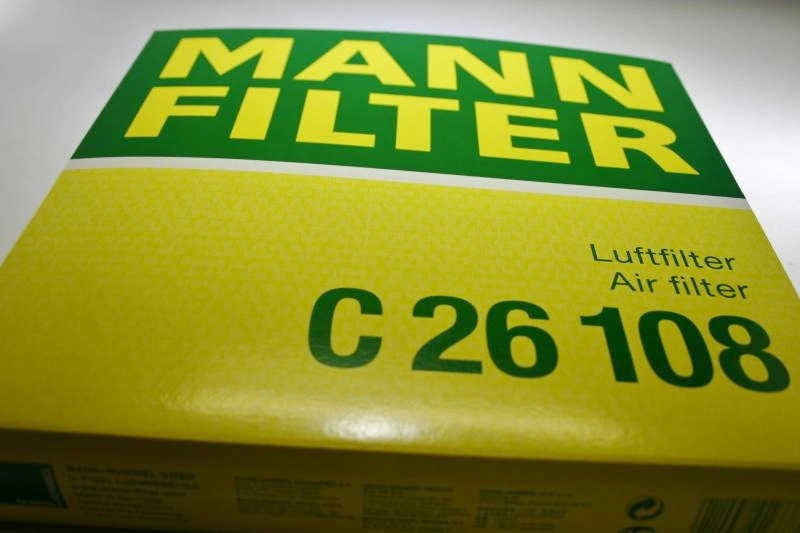 MANN
FILTER
Luftfilter
Air filter
C 26 108